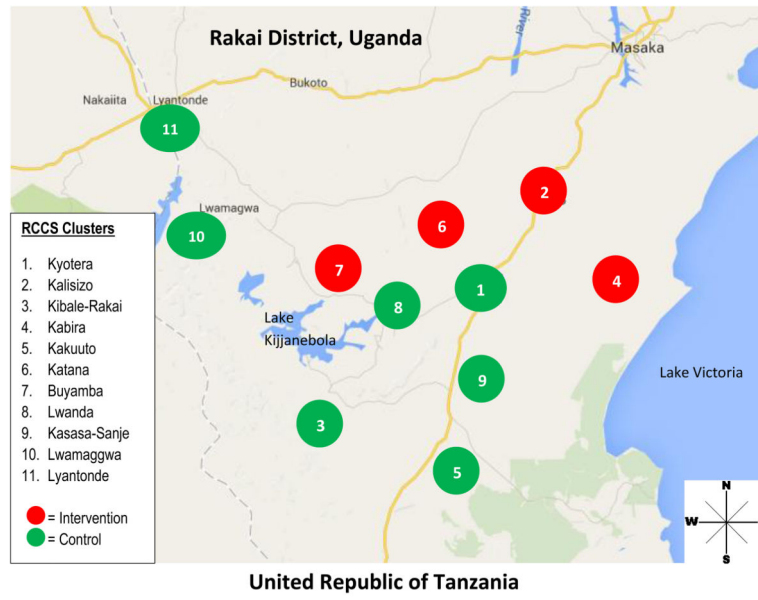 Rakai District, Uganda
River
Masaka
Bukoto
Nakaiita
Lyantonde
11
2
Lwamagwa
6
10
7
4
1
8
Lake
Kijjanebola
Lake Victoria
9
3
5
RCCS Clusters
1. Kyotera
2. Kalisizo
3. Kibale-Rakai
4. Kabira
5. Kakuuto
6. Katana
7. Buyamba
8. Lwanda
9. Kasasa-Sanje
10. Lwamaggwa
11. Lyantonde
= Intervention
= Control
N
W
S
United Republic of Tanzania